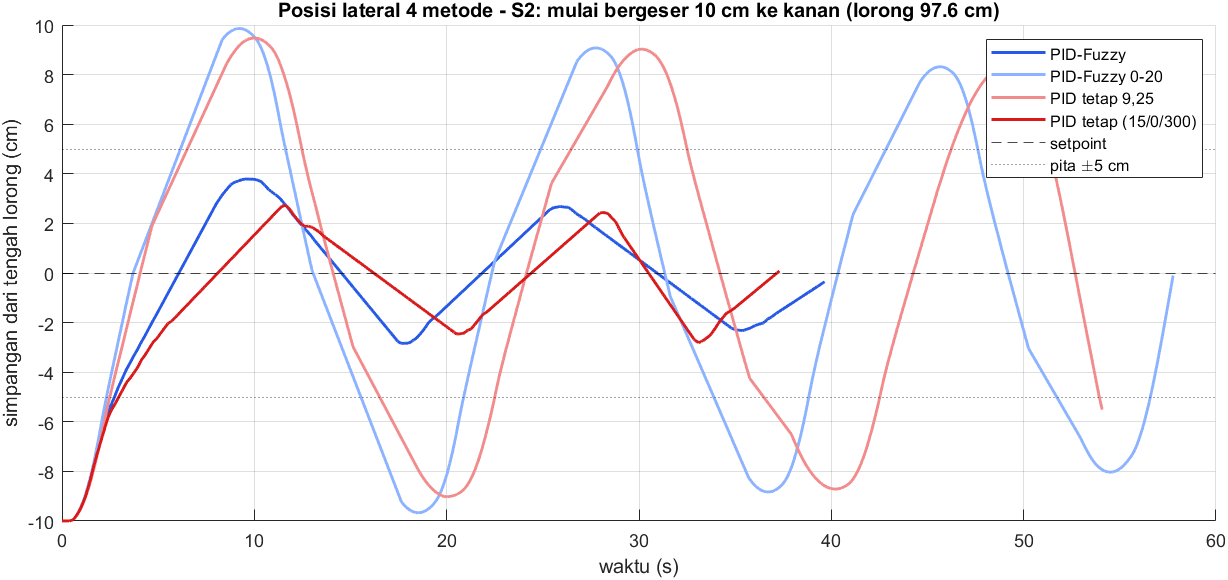 Posisi lateral 4 metode - S2: mulai bergeser 10 cm ke kanan (lorong 97.6 cm)
simpangan dari tengah lorong (cm)
10
8
6
4
2
0
-2
-4
-6
-8
-10
PID-Fuzzy
PID-Fuzzy 0-20
PID tetap 9,25
PID tetap (15/0/300)
setpoint
pita ±5 cm
0
10
20
30
40
50
60
waktu (s)